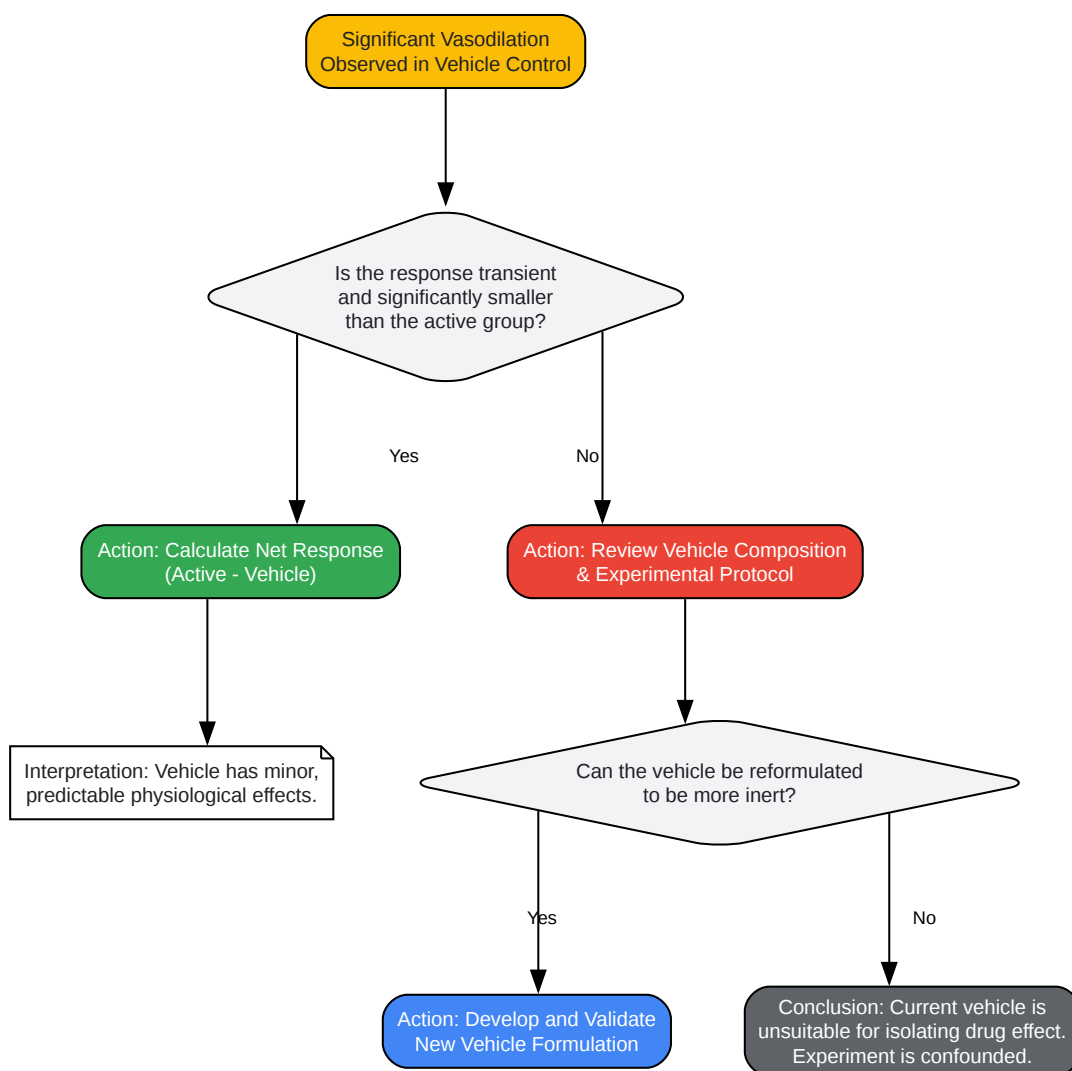 Significant Vasodilation
Observed in Vehicle Control
Is the response transient
and significantly smaller
than the active group?
Yes
No
Action: Calculate Net Response
(Active - Vehicle)
Action: Review Vehicle Composition
& Experimental Protocol
Interpretation: Vehicle has minor,
predictable physiological effects.
Can the vehicle be reformulated
to be more inert?
Yes
No
Action: Develop and Validate
New Vehicle Formulation
Conclusion: Current vehicle is
unsuitable for isolating drug effect.
Experiment is confounded.